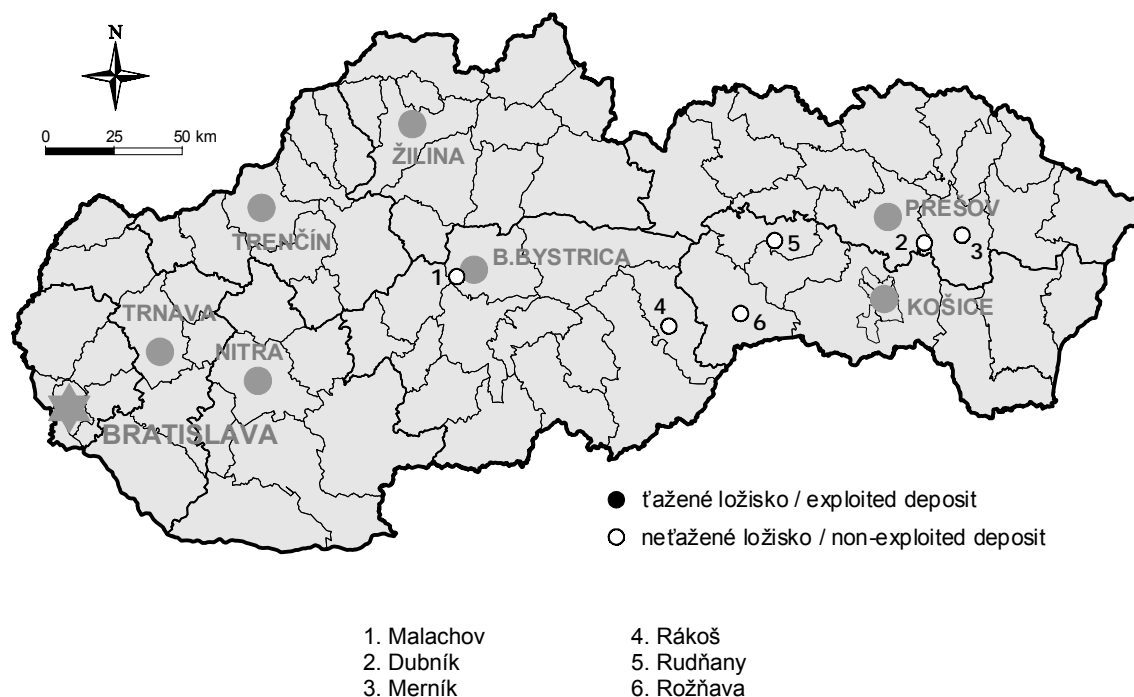 N
0 25 50 km
ŽILINA
TRENČÍN
PREŠOV
B.BYSTRICA
1
2
3
5
4
6
KOŠICE
TRNAVA
NITRA
BRATISLAVA
ťažené ložisko / exploited deposit
neťažené ložisko / non-exploited deposit
1. Malachov
2. Dubník
3. Merník
4. Rákoš
5. Rudňany
6. Rožňava